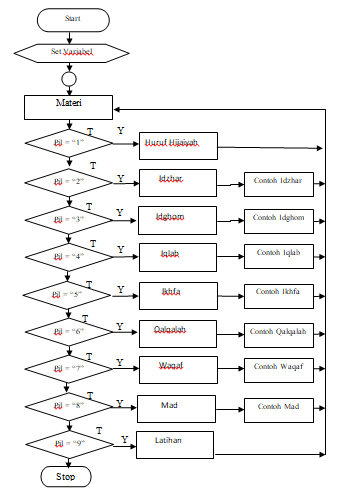 Start
Set Variabel
Materi
T
Pil = "1"
Y
Huruf Hijaiyah
T
Pil = "2"
Y
Idzhar
Contoh Idzhar
T
Pil = "3"
Y
Idghom
Contoh Idghom
T
Pil = "4"
Y
Iqlab
Contoh Iqlab
T
Pil = "5"
Y
Ikhfa
Contoh Ikhfa
T
Pil = "6"
Y
Qalqalah
Contoh Qalqalah
T
Pil = "7"
Y
Waqaf
Contoh Waqaf
T
Pil = "8"
Y
Mad
Contoh Mad
T
Pil = "9"
Y
Latihan
Stop